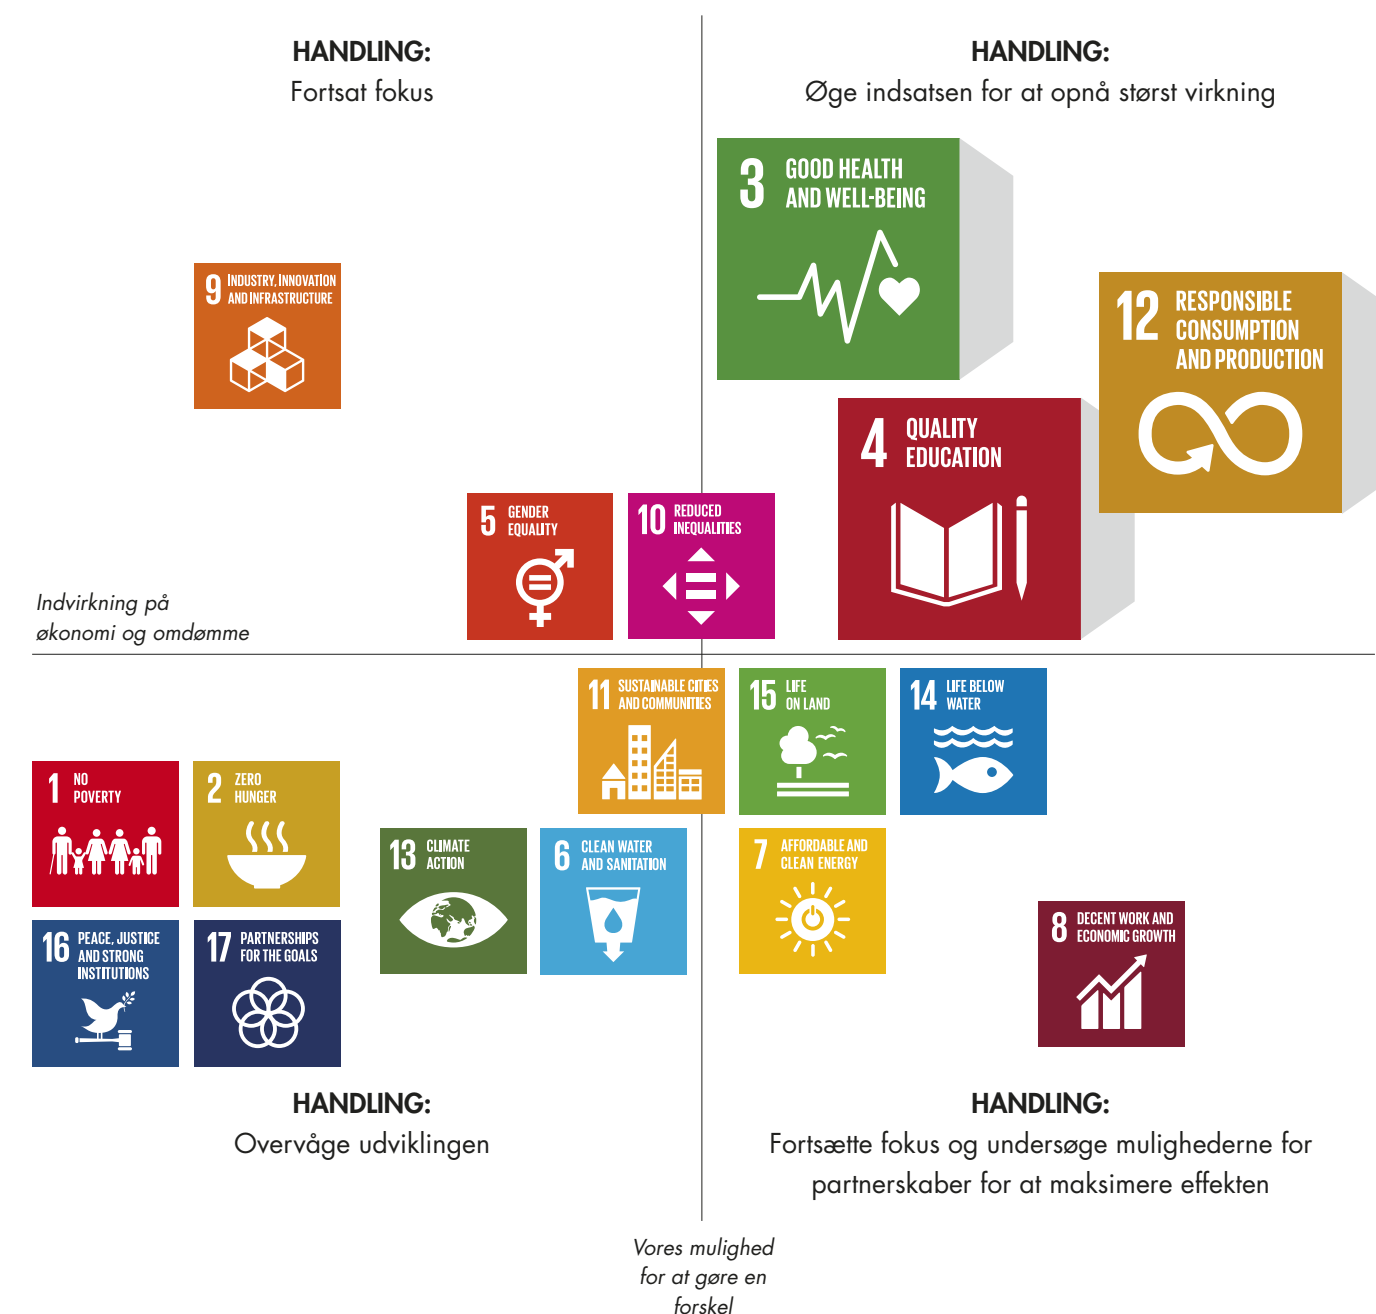 HANDLING:
Fortsat fokus
HANDLING:
Øge indsatsen for at opnå størst virkning
3 GOOD HEALTH
AND WELL-BEING
9 INDUSTRY, INNOVATION
AND INFRASTRUCTURE
12 RESPONSIBLE
CONSUMPTION
AND PRODUCTION
4 QUALITY
EDUCATION
5 GENDER
EQUALITY
10 REDUCED
INEQUALITIES
Indvirkning på
økonomi og omdømme
11 SUSTAINABLE CITIES
AND COMMUNITIES
15 LIFE
ON LAND
14 LIFE BELOW
WATER
1 NO
POVERTY
2 ZERO
HUNGER
13 CLIMATE
ACTION
6 CLEAN WATER
AND SANITATION
7 AFFORDABLE AND
CLEAN ENERGY
8 DECENT WORK AND
ECONOMIC GROWTH
16 PEACE, JUSTICE
AND STRONG
INSTITUTIONS
17 PARTNERSHIPS
FOR THE GOALS
HANDLING:
Overvåge udviklingen
HANDLING:
Fortsætte fokus og undersøge mulighederne for
partnerskaber for at maksimere effekten
Vores mulighed
for at gøre en
forskel